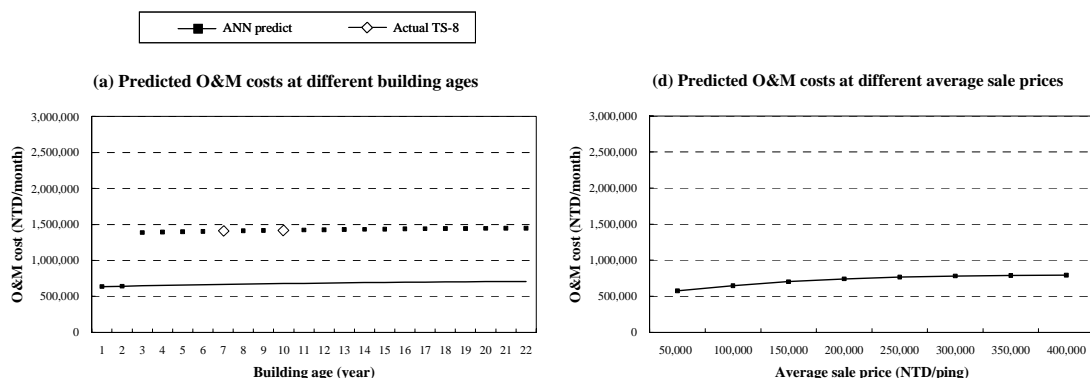 ANN predict
Actual TS-8
(a) Predicted O&M costs at different building ages
3,000,000
2,500,000
2,000,000
1,500,000
1,000,000
500,000
0
O&M cost (NTD/month)
1 2 3 4 5 6 7 8 9 10 11 12 13 14 15 16 17 18 19 20 21 22
Building age (year)
(d) Predicted O&M costs at different average sale prices
3,000,000
2,500,000
2,000,000
1,500,000
1,000,000
500,000
0
O&M cost (NTD/month)
50,000 100,000 150,000 200,000 250,000 300,000 350,000 400,000
Average sale price (NTD/ping)